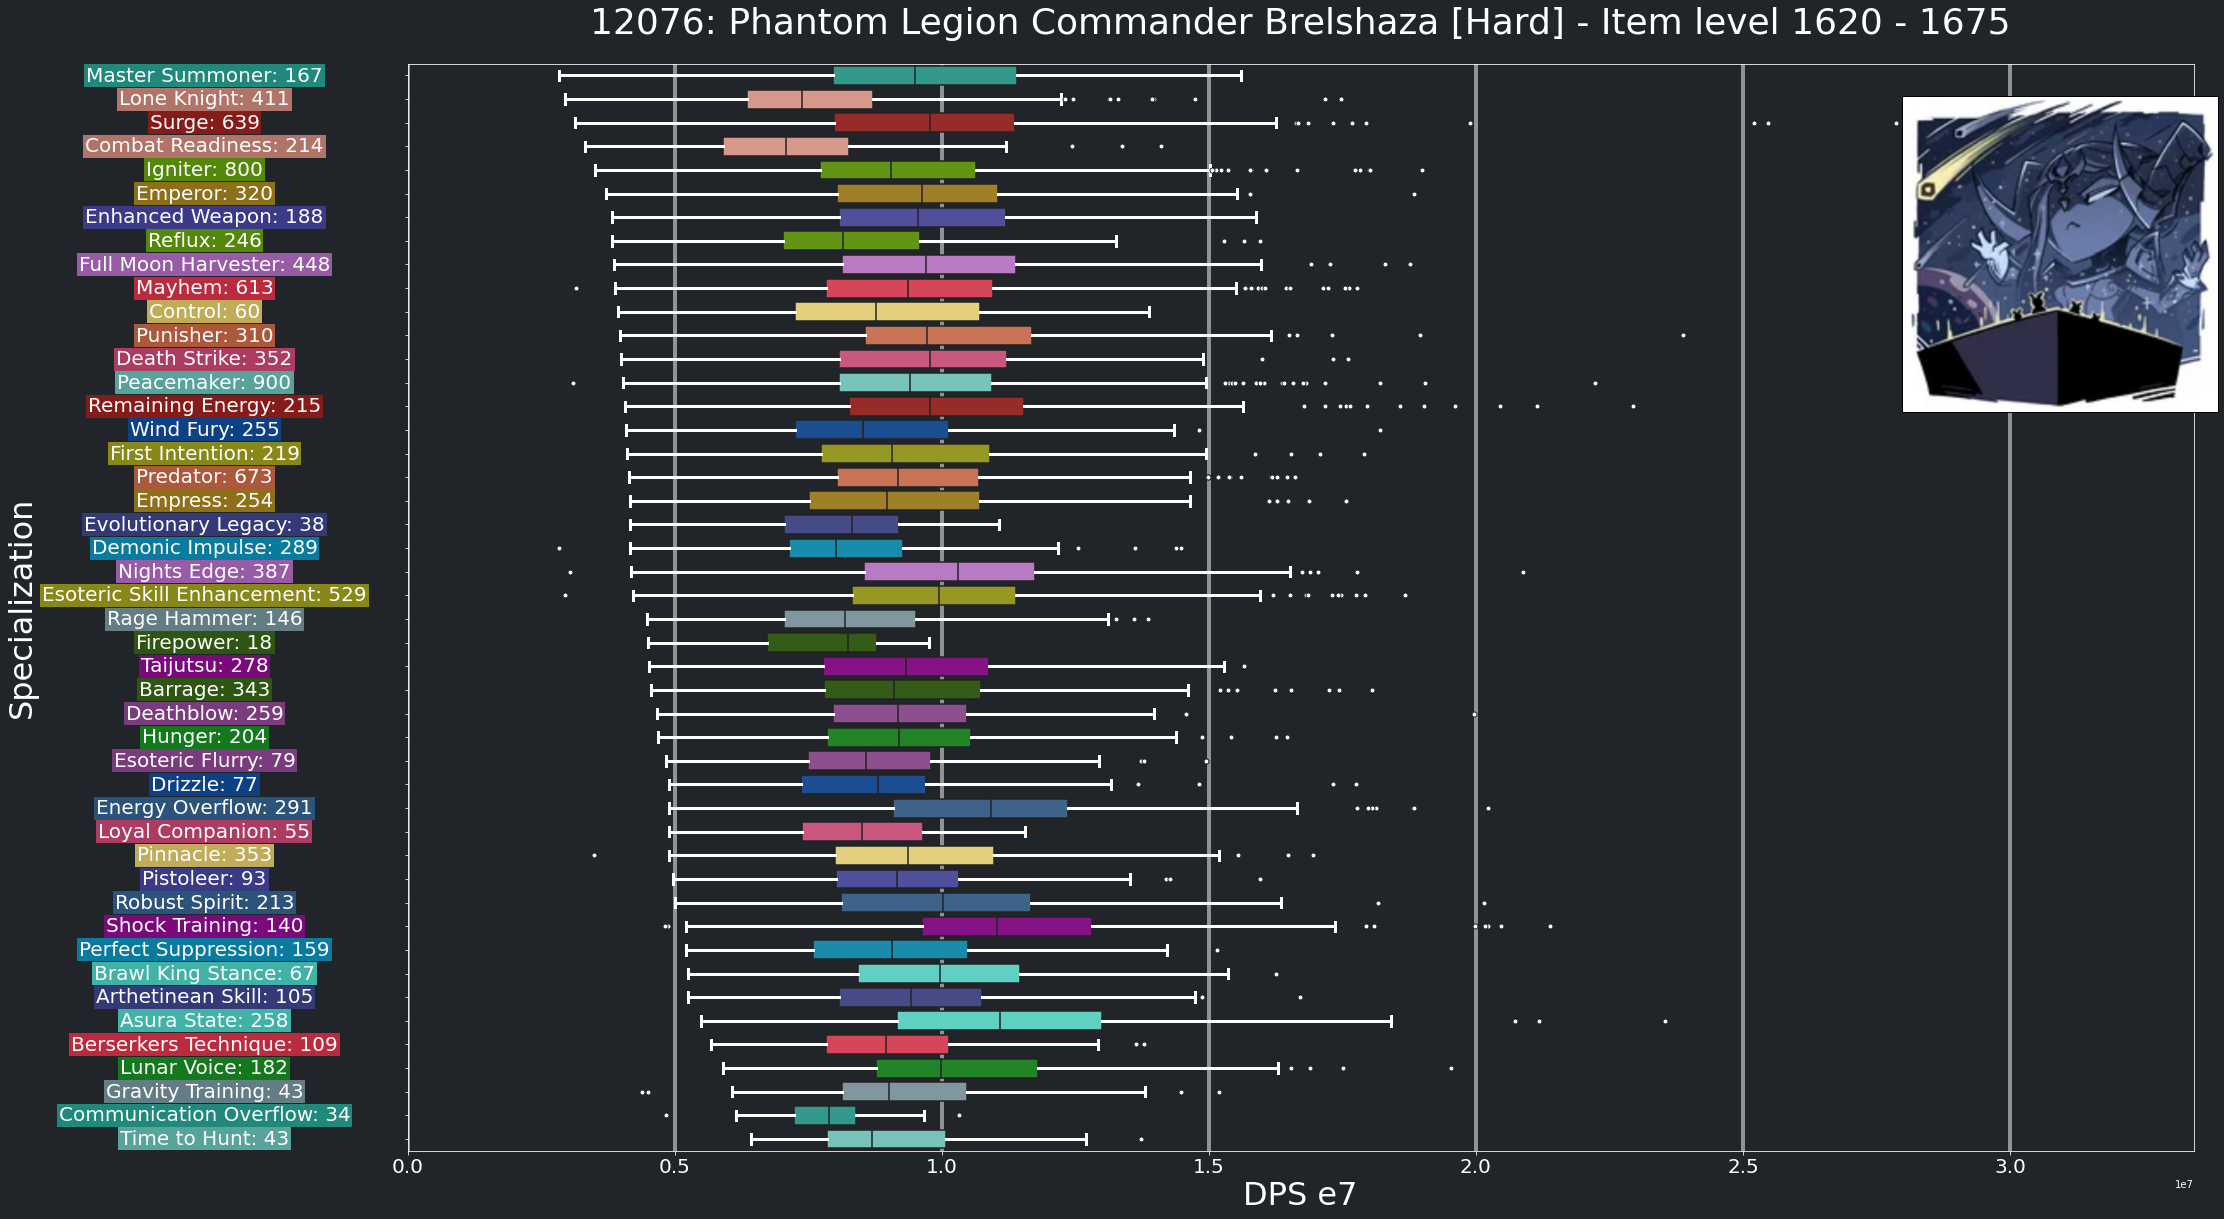 12076: Phantom Legion Commander Brelshaza [Hard] - Item level 1620 - 1675
Specialization
Master Summoner: 167
Lone Knight: 411
Surge: 639
Combat Readiness: 214
Igniter: 800
Emperor: 320
Enhanced Weapon: 188
Reflux: 246
Full Moon Harvester: 448
Mayhem: 613
Control: 60
Punisher: 310
Death Strike: 352
Peacemaker: 900
Remaining Energy: 215
Wind Fury: 255
First Intention: 219
Predator: 673
Empress: 254
Evolutionary Legacy: 38
Demonic Impulse: 289
Nights Edge: 387
Esoteric Skill Enhancement: 529
Rage Hammer: 146
Firepower: 18
Taijutsu: 278
Barrage: 343
Deathblow: 259
Hunger: 204
Esoteric Flurry: 79
Drizzle: 77
Energy Overflow: 291
Loyal Companion: 55
Pinnacle: 353
Pistoleer: 93
Robust Spirit: 213
Shock Training: 140
Perfect Suppression: 159
Brawl King Stance: 67
Arthetinean Skill: 105
Asura State: 258
Berserkers Technique: 109
Lunar Voice: 182
Gravity Training: 43
Communication Overflow: 34
Time to Hunt: 43
0.0 0.5 1.0 1.5 2.0 2.5 3.0
1e7
DPS e7